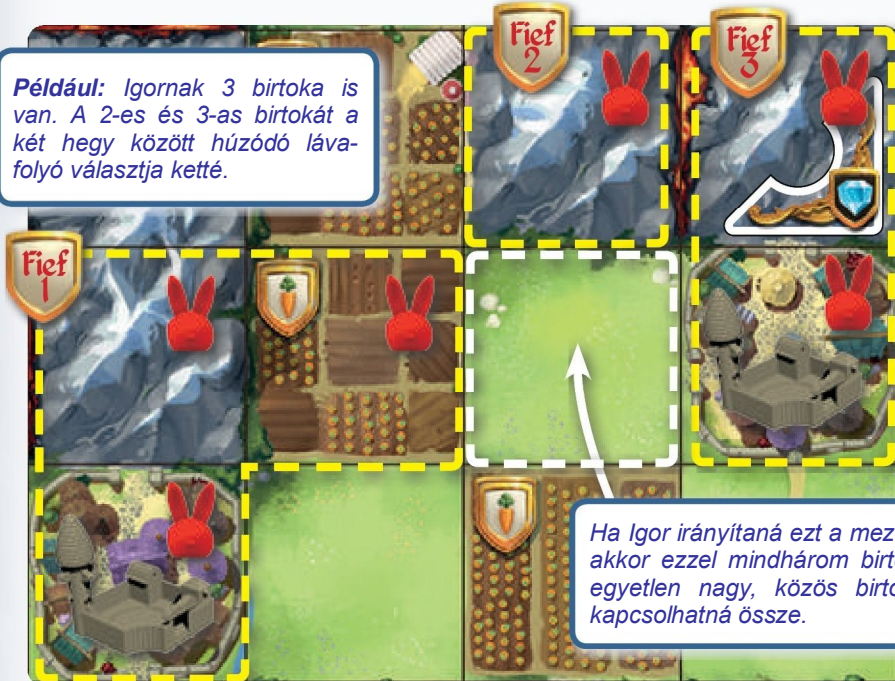 Például: Igornak 3 birtoka is
van. A 2-es és 3-as birtokát a
két hegy között húzódó láva-
folyó választja ketté.
Fief
2
Fief
3
Fief
1
Ha Igor irányítaná ezt a mez
akkor ezzel mindhárom birt
egyetlen nagy, közös birto
kapcsolhatná össze.